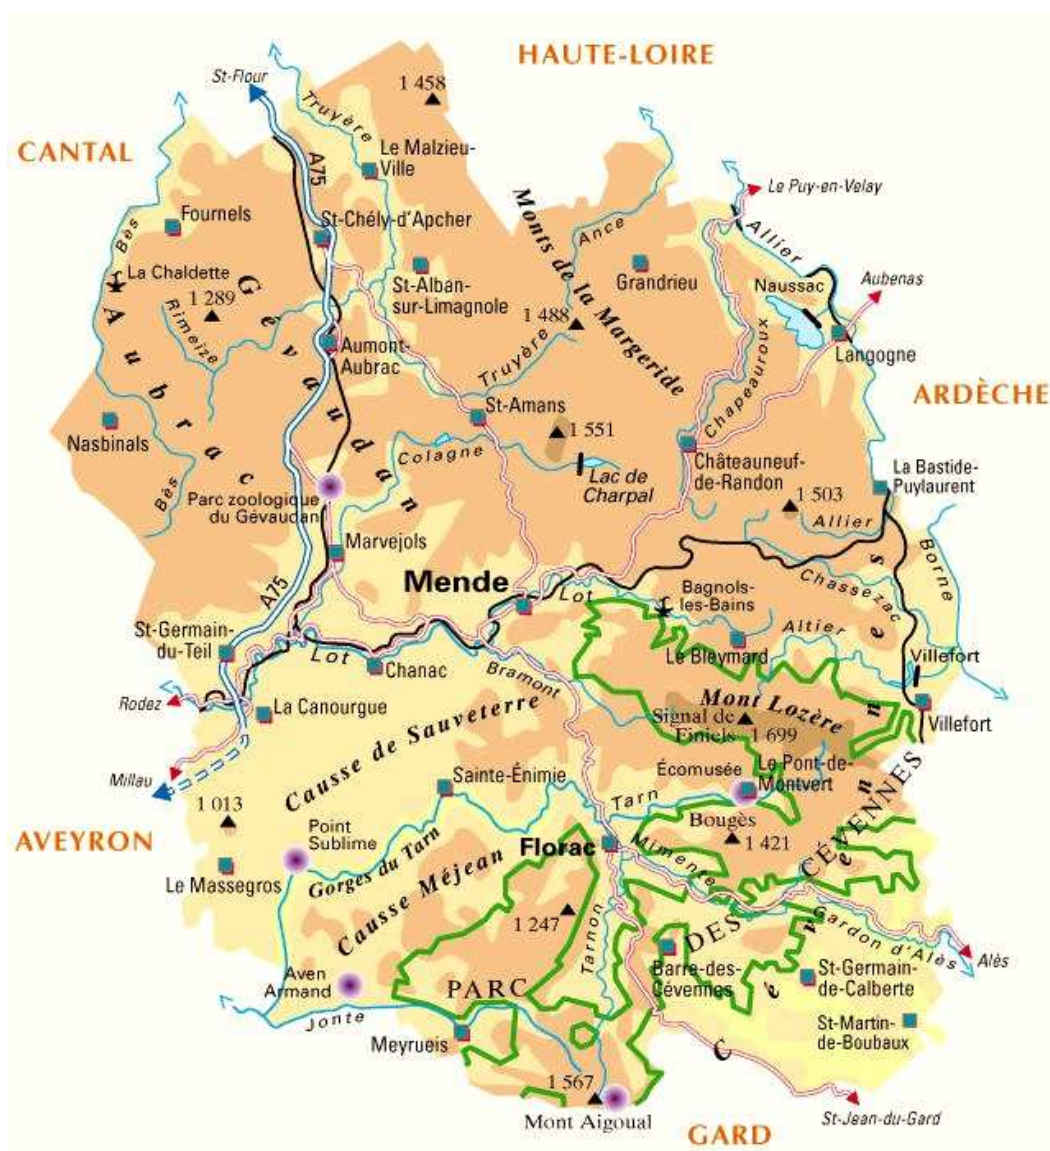 HAUTE-LOIRE
St-Flour
1 458
Truyère
CANTAL
Le Malzieu-
Ville
A75
Le Puy-en-Velay
Monts de la Margeride
Fournels
St-Chély-d'Apcher
Bès
Ance
Allier
La Chaldette
Gévaudan
St-Alban-
sur-Limagnole
Grandrieu
Naussac
Aubenas
1 289
Rimeize
1 488
Aubrac
Aumont-
Aubrac
Truyère
Chapeauroux
Langogne
ARDÈCHE
St-Amans
Nasbinals
1 551
Colagne
Châteauneuf-
de-Randon
La Bastide-
Puylaurent
Bès
Parc zoologique
du Gévaudan
Lac de
Charpal
1 503
Allier
Marvejols
Borne
Mende
A75
Lot
Bagnols-
les-Bains
Chassezac
Altier
St-Germain-
du-Teil
Lot
Chanac
Bramont
Le Bleymard
Villefort
Rodez
La Canourgue
Mont Lozère
Signal de
Finiels 1 699
Villefort
Causse de Sauveterre
Millau
Sainte-Énimie
Écomusée
Le Pont-de-
Montvert
1 013
Tarn
AVEYRON
Point
Sublime
Bougès
1 421
Florac
Mimente
Gorges du Tarn
Le Massegros
Causse Méjean
1 247
Tarnon
PARC
DES
CÉVENNES
Cévennes
Gardon d'Alès
Alès
Aven
Armand
Barre-des-
Cévennes
St-Germain-
de-Calberte
Jonte
Meyrueis
St-Martin-
de-Boubaux
1 567
Mont Aigoual
St-Jean-du-Gard
GARD